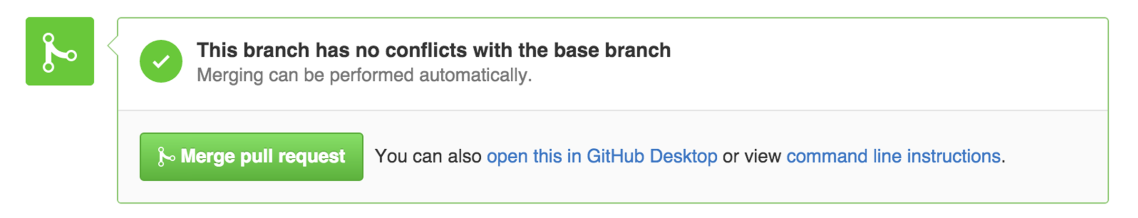 This branch has no conflicts with the base branch
Merging can be performed automatically.
Merge pull request You can also open this in GitHub Desktop or view command line instructions.